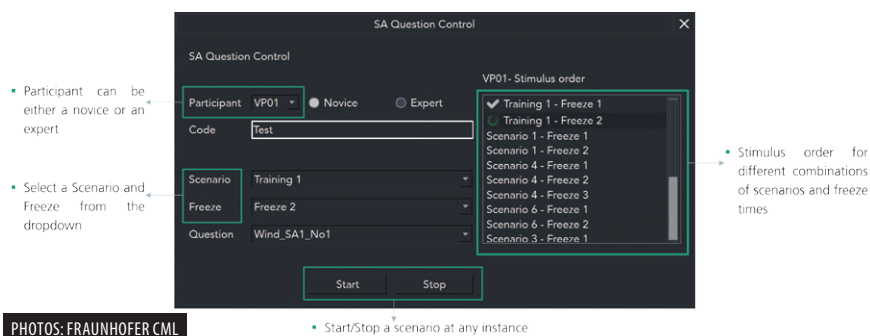 SA Question Control
SA Question Control
VP01- Stimulus order
▪ Participant can be
either a novice or an
expert
Participant VP01 Novice Expert
Code Test
Training 1 - Freeze 1
Training 1 - Freeze 2
Scenario 1 - Freeze 1
Scenario 1 - Freeze 2
Scenario 4 - Freeze 1
Scenario 4 - Freeze 2
Scenario 4 - Freeze 3
Scenario 6 - Freeze 1
Scenario 6 - Freeze 2
Scenario 3 - Freeze 1
▪ Stimulus order for
different combinations
of scenarios and freeze
times
▪ Select a Scenario and
Freeze from the
dropdown
Scenario Training 1
Freeze Freeze 2
Question Wind_SA1_No1
Start Stop
PHOTOS: FRAUNHOFER CML
▪ Start/Stop a scenario at any instance